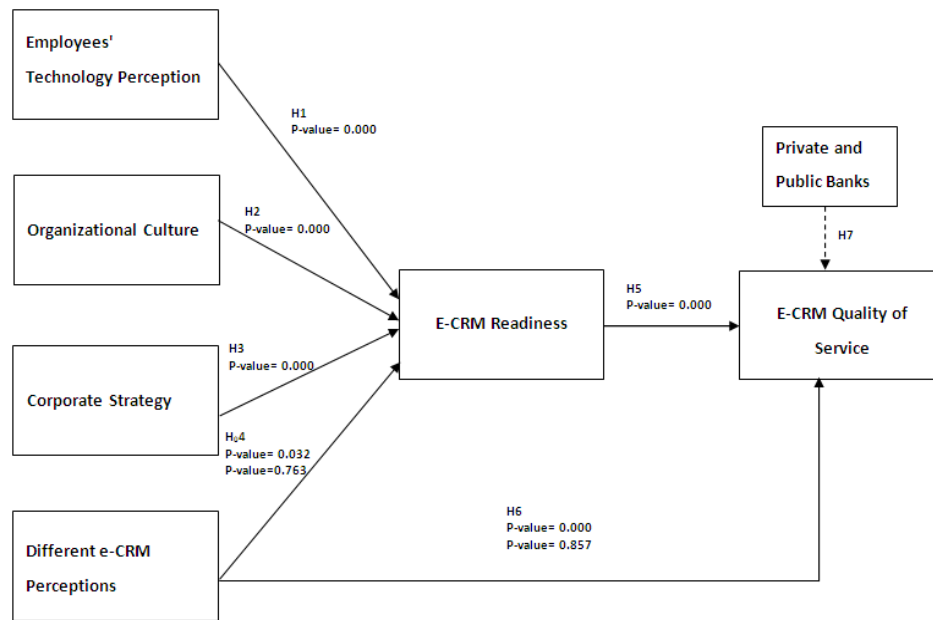 Employees'
Technology Perception
H1
P-value= 0.000
Private and
Public Banks
Organizational Culture
H2
P-value= 0.000
H7
E-CRM Readiness
H5
P-value= 0.000
E-CRM Quality of
Service
H3
P-value= 0.000
Corporate Strategy
H₀4
P-value= 0.032
P-value=0.763
H6
P-value= 0.000
P-value= 0.857
Different e-CRM
Perceptions